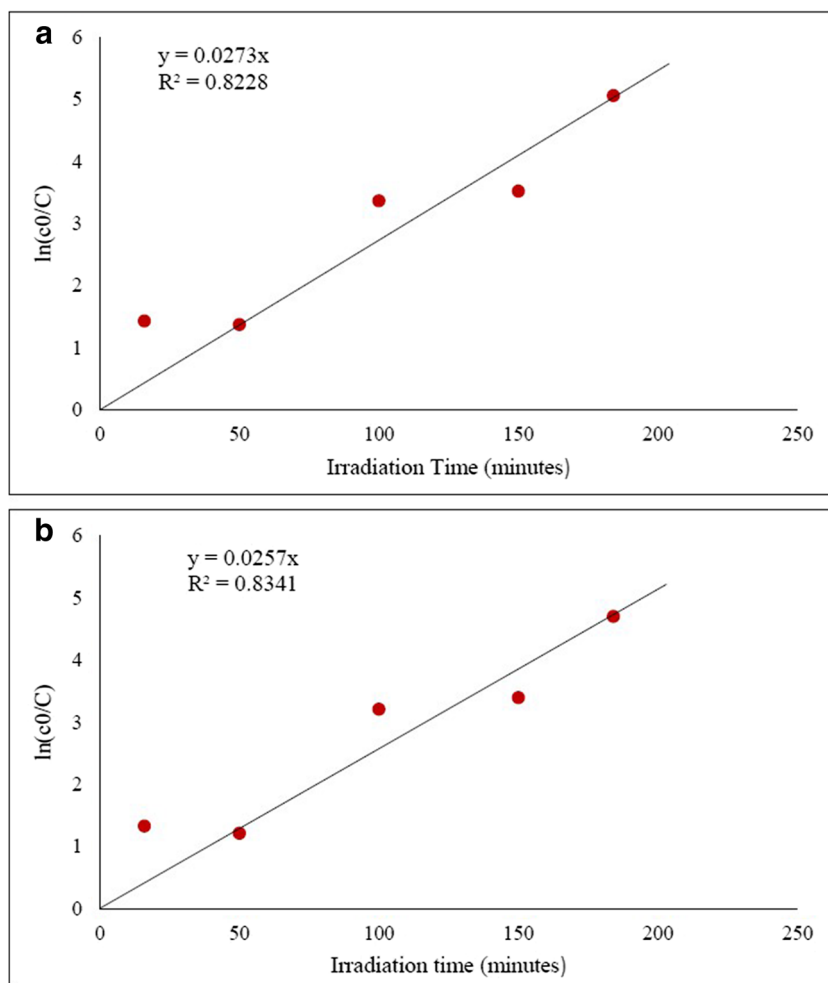 a
y = 0.0273x
R² = 0.8228
6
5
4
3
2
1
0
ln(c0/C)
0 50 100 150 200 250
Irradiation Time (minutes)
b
y = 0.0257x
R² = 0.8341
6
5
4
3
2
1
0
ln(c0/C)
0 50 100 150 200 250
Irradiation time (minutes)